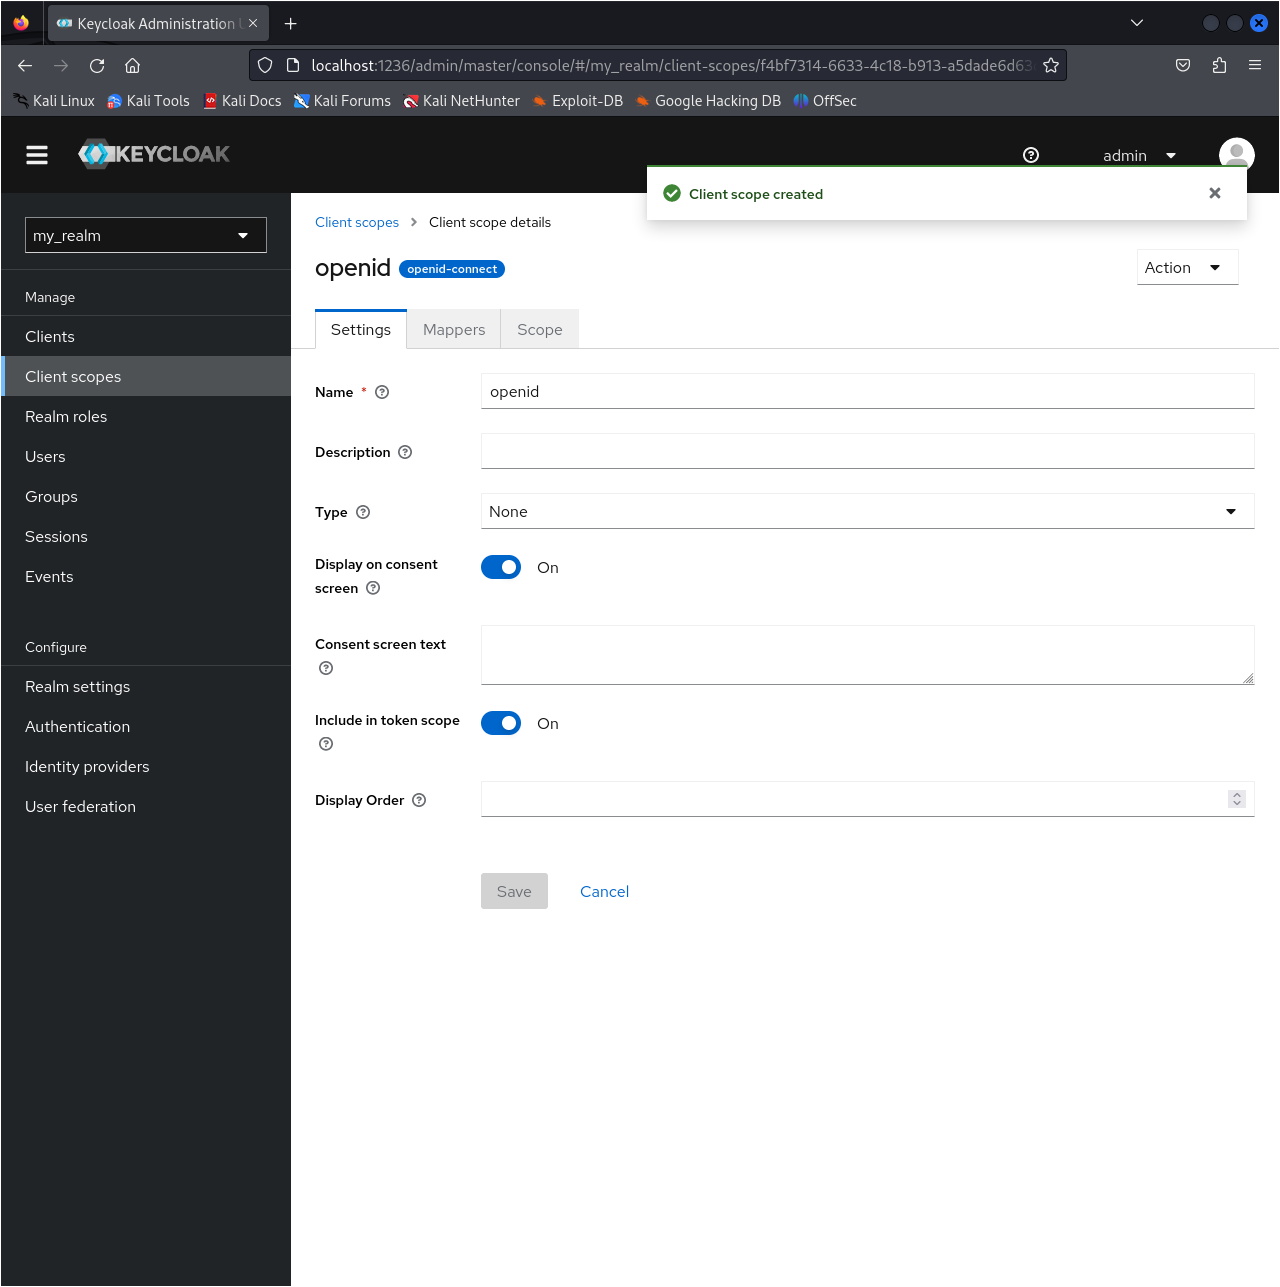 Keycloak Administration
localhost:1236/admin/master/console/#/my_realm/client-scopes/f4bf7314-6633-4c18-b913-a5dade6d63
Kali Linux Kali Tools Kali Docs Kali Forums Kali NetHunter Exploit-DB Google Hacking DB OffSec
KEYCLOAK
admin
Client scope created
my_realm
Manage
Clients
Client scopes
Realm roles
Users
Groups
Sessions
Events
Configure
Realm settings
Authentication
Identity providers
User federation
Client scopes > Client scope details
openid openid-connect
Action
Settings Mappers Scope
Name * openid
Description
Type None
Display on consent
screen
On
Consent screen text
Include in token scope
On
Display Order
Save Cancel